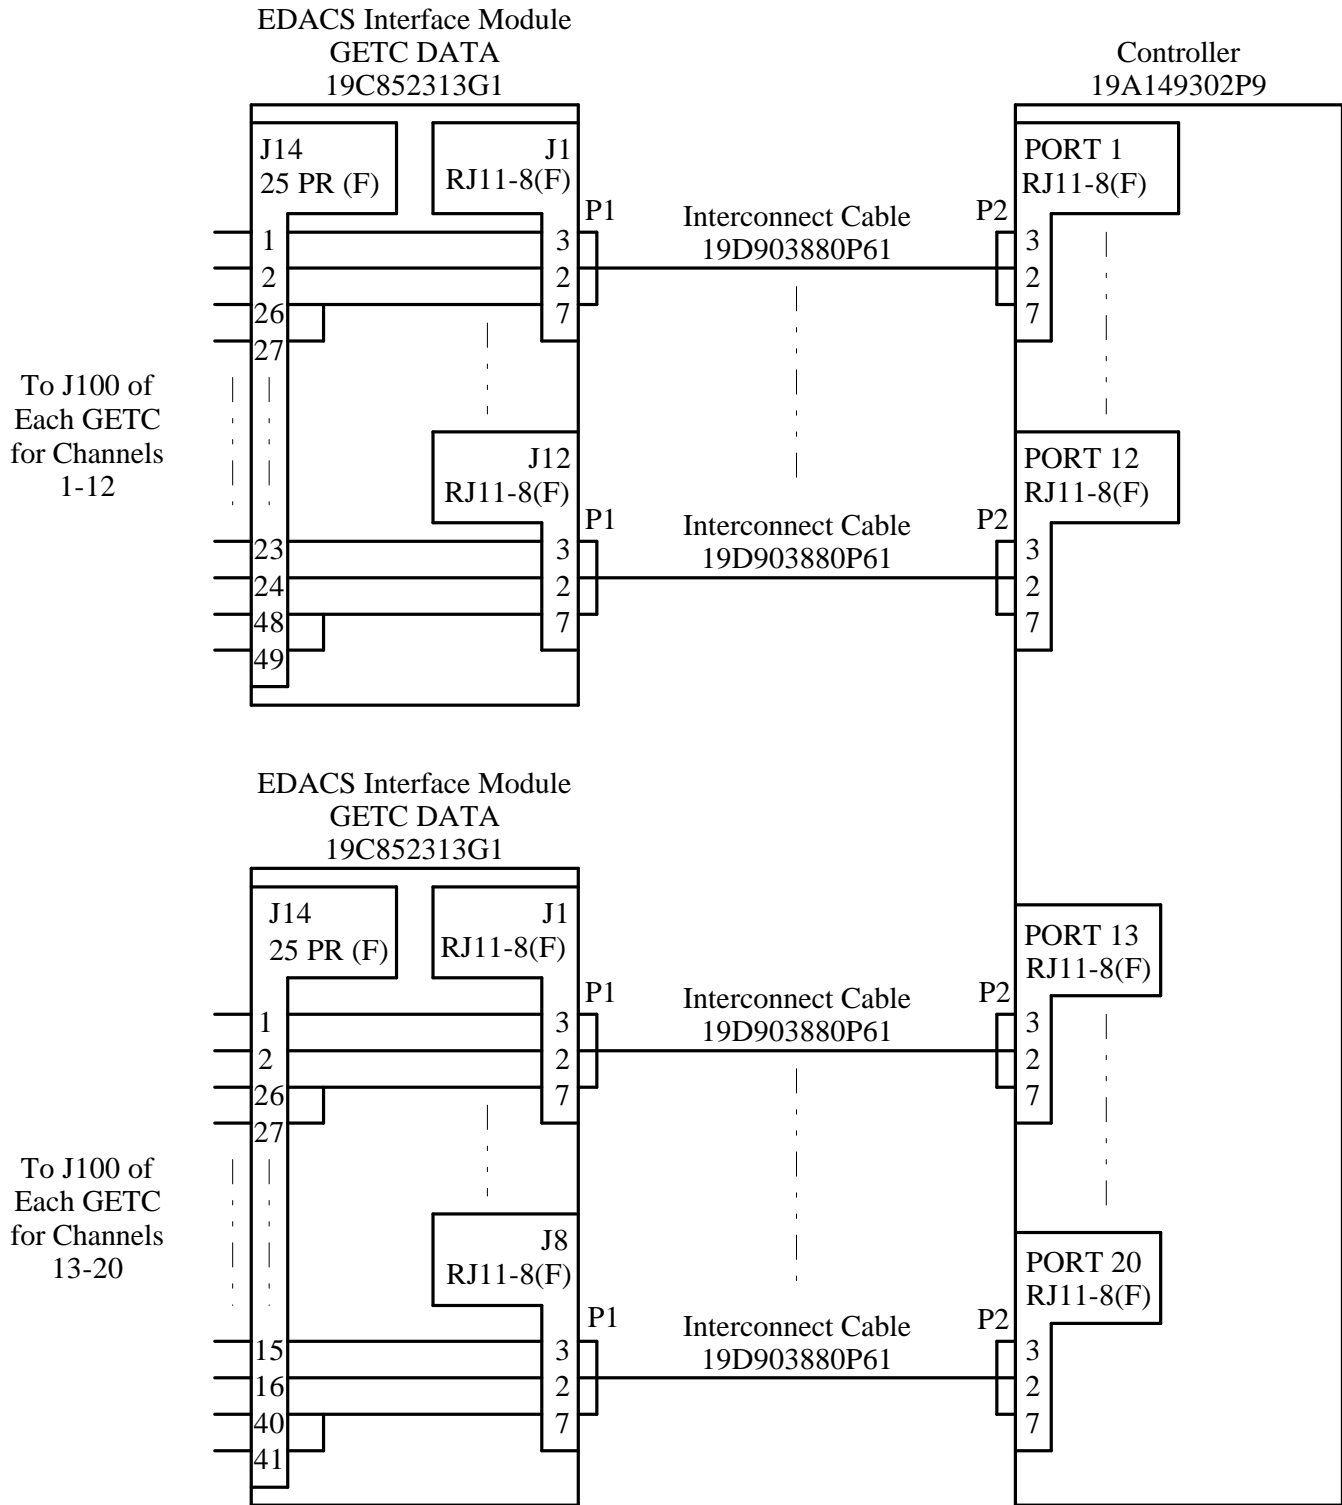 EDACS Interface Module
GETC DATA
19C852313G1
Controller
19A149302P9
J14
25 PR (F)
J1
RJ11-8(F)
PORT 1
RJ11-8(F)
P1
Interconnect Cable
19D903880P61
P2
1
2
26
27
3
2
7
3
2
7
To J100 of
Each GETC
for Channels
1-12
J12
RJ11-8(F)
PORT 12
RJ11-8(F)
P1
Interconnect Cable
19D903880P61
P2
23
24
48
49
3
2
7
3
2
7
EDACS Interface Module
GETC DATA
19C852313G1
J14
25 PR (F)
J1
RJ11-8(F)
PORT 13
RJ11-8(F)
P1
Interconnect Cable
19D903880P61
P2
1
2
26
27
3
2
7
3
2
7
To J100 of
Each GETC
for Channels
13-20
J8
RJ11-8(F)
PORT 20
RJ11-8(F)
P1
Interconnect Cable
19D903880P61
P2
15
16
40
41
3
2
7
3
2
7